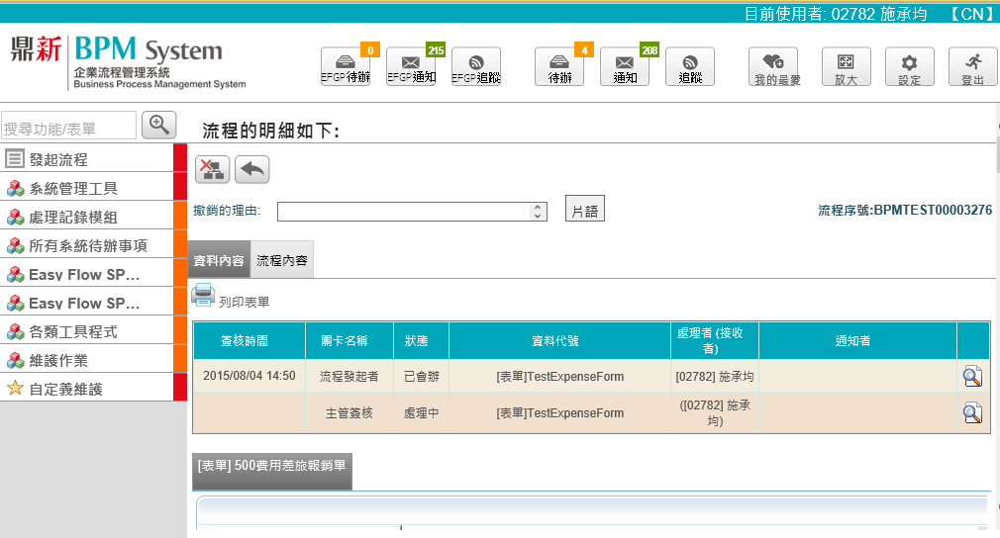 目前使用者: 02782 施承均 【CN】
鼎新 BPM System
企業流程管理系統
Business Process Management System
0 215 4 208
EFGP待辦 EFGP通知 EFGP追蹤 待辦 通知 追蹤 我的最愛 放大 設定 登出
搜尋功能/表單
流程的明細如下:
發起流程
系統管理工具
處理記錄模組
所有系統待辦事項
Easy Flow SP...
Easy Flow SP...
各類工具程式
維護作業
自定義維護
撤銷的理由: 片語 流程序號:BPMTEST00003276
資料內容 流程內容
列印表單
簽核時間 關卡名稱 狀態 資料代號 處理者 (接收者) 通知者
2015/08/04 14:50 流程發起者 已會辦 [表單]TestExpenseForm [02782] 施承均
主管簽核 處理中 [表單]TestExpenseForm ([02782] 施承均)
[表單] 500費用差旅報銷單